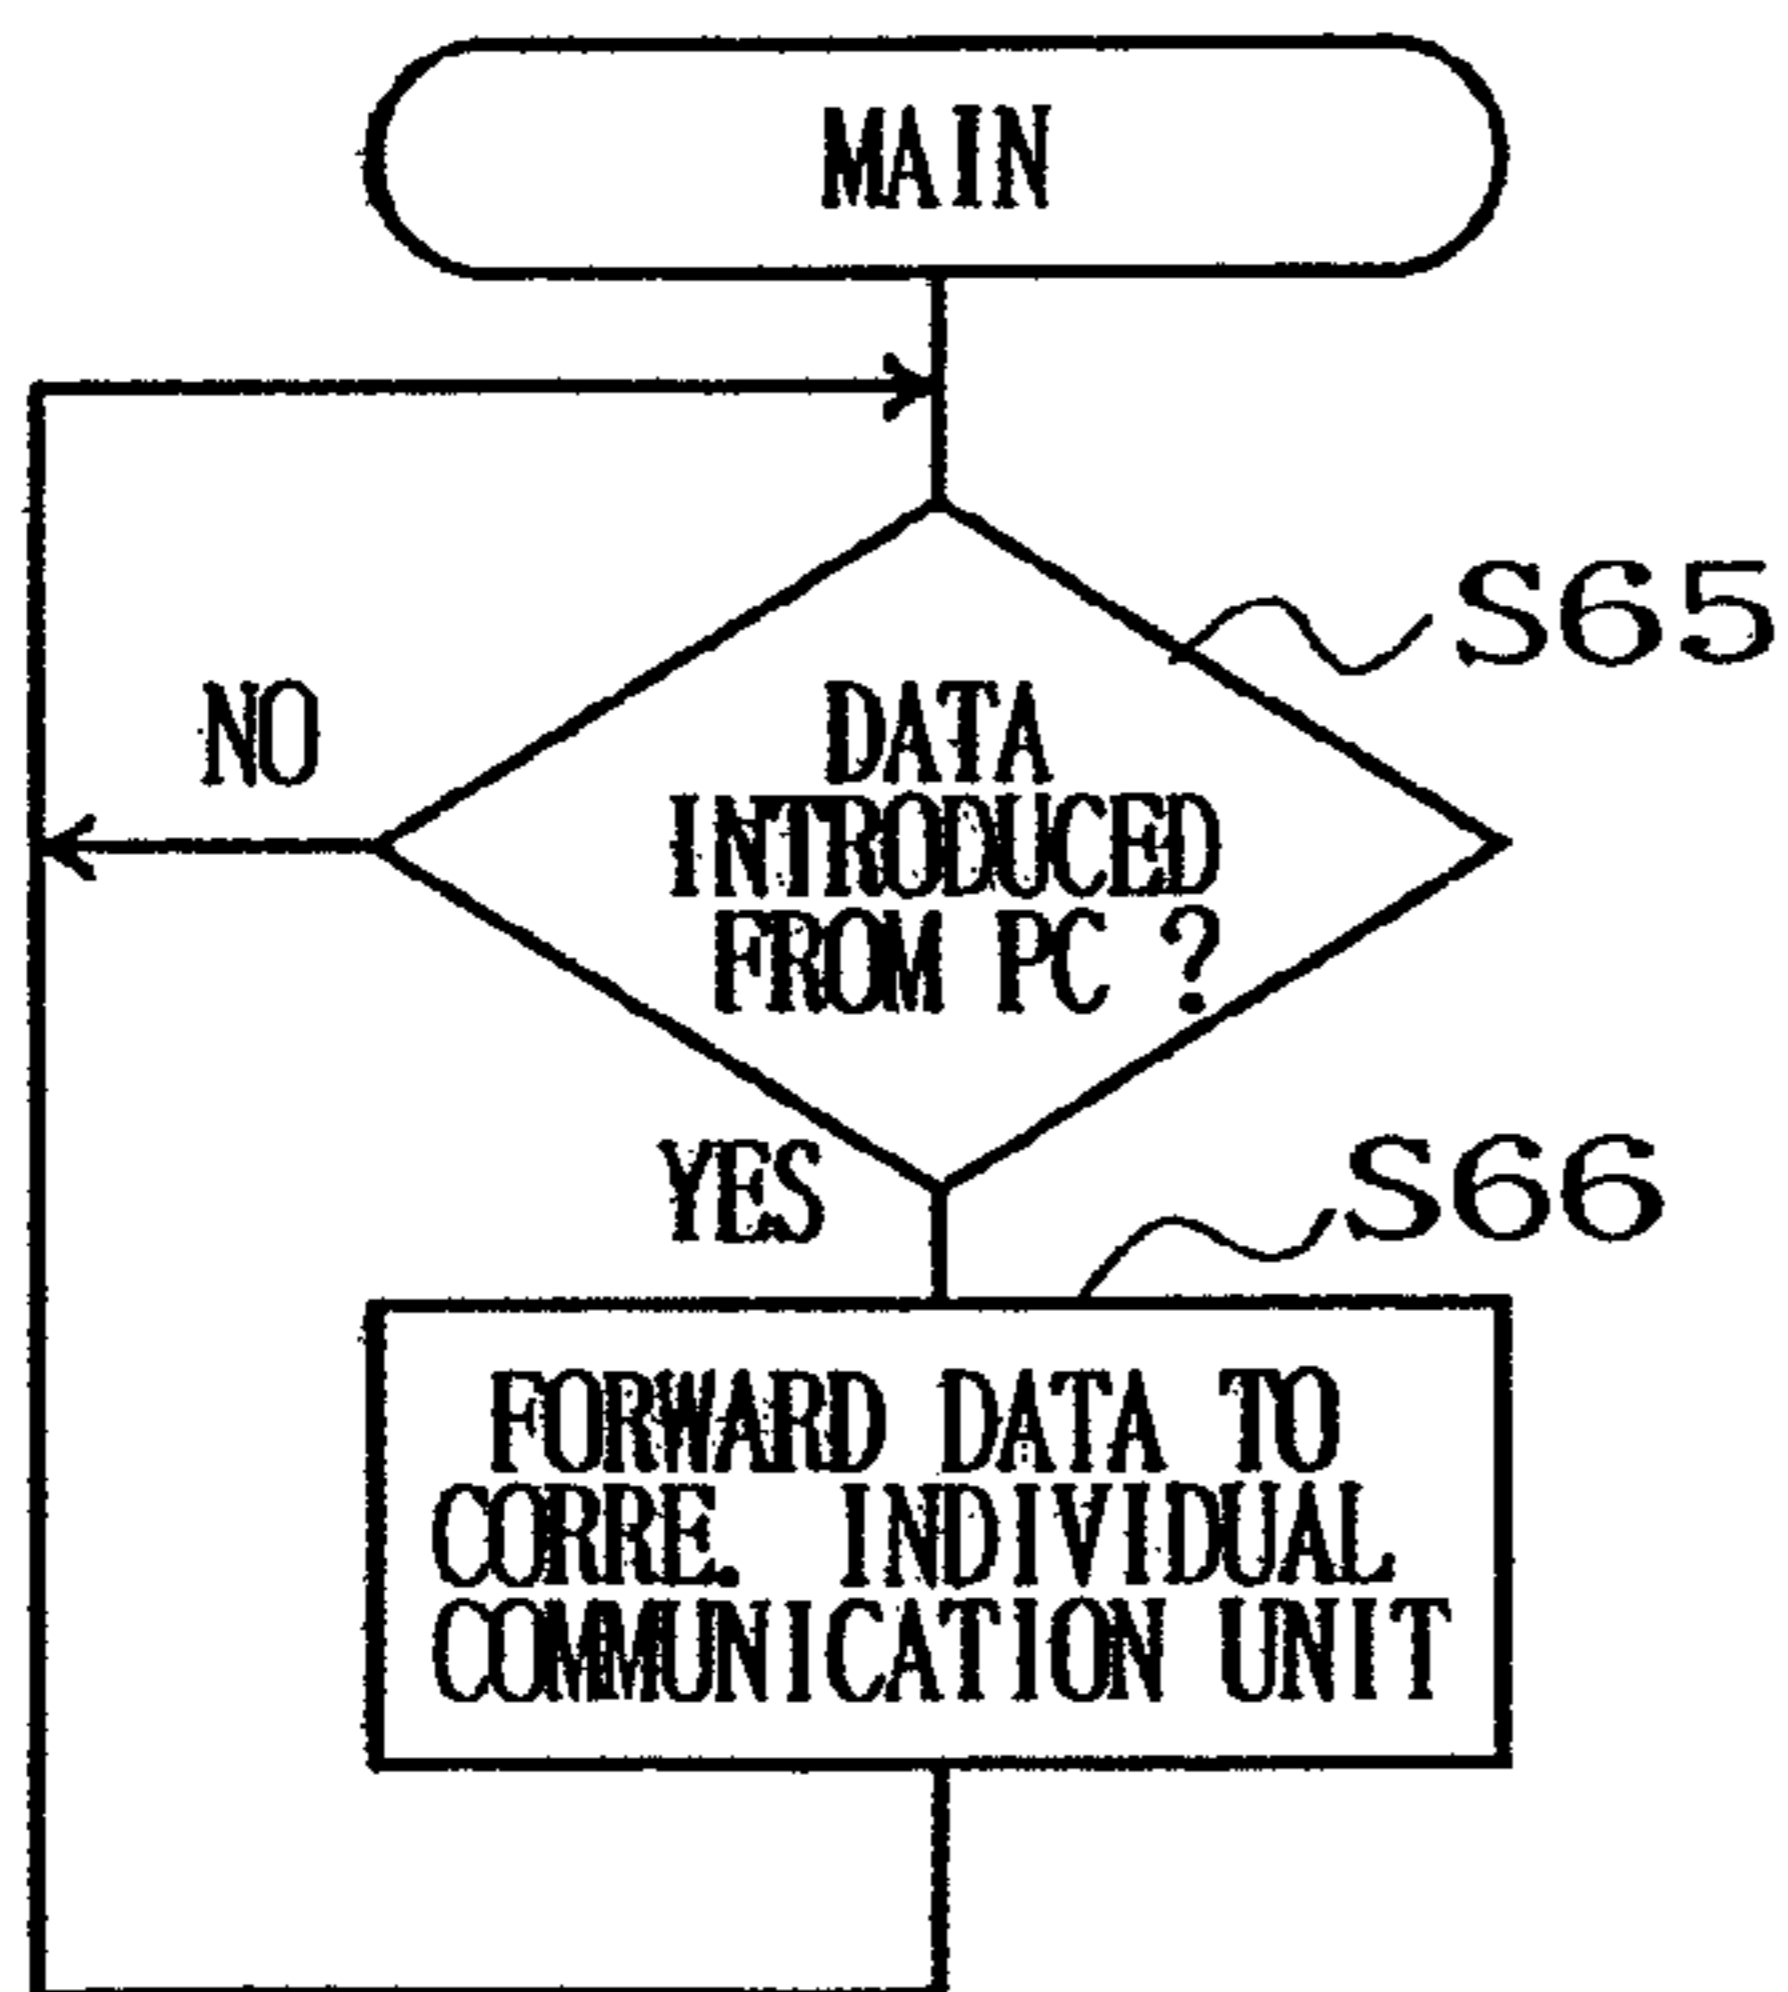 MAIN
S65
NO
DATA
INTRODUCED
FROM PC ?
YES
S66
FORWARD DATA TO
CORRE. INDIVIDUAL
COMMUNICATION UNIT